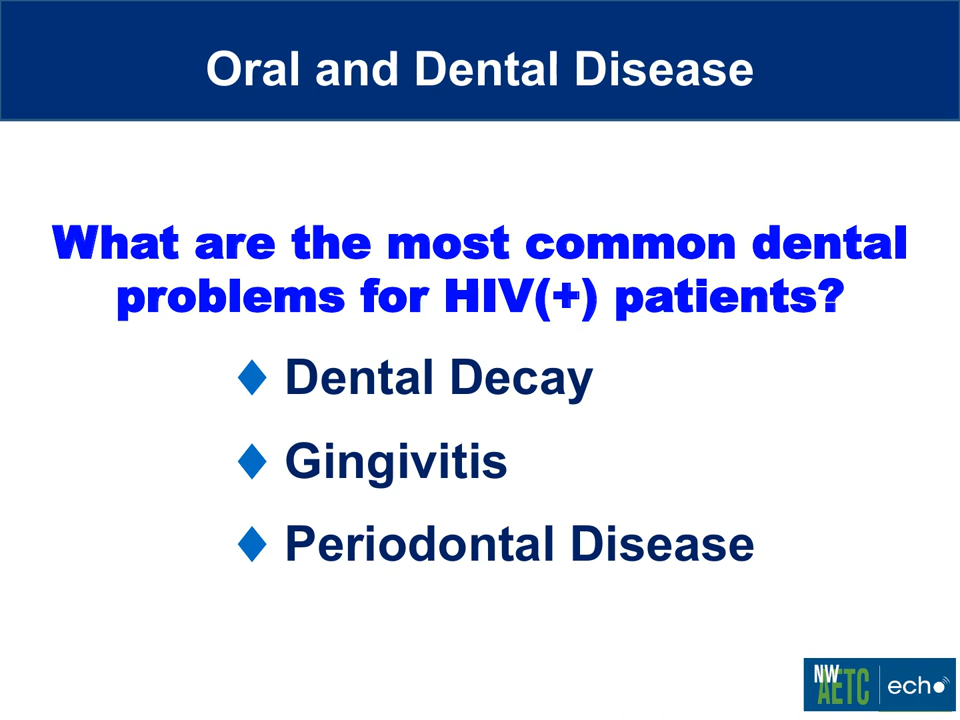 Oral and Dental Disease
What are the most common dental
problems for HIV(+) patients?
♦ Dental Decay
♦ Gingivitis
♦ Periodontal Disease
NW
AETC echo